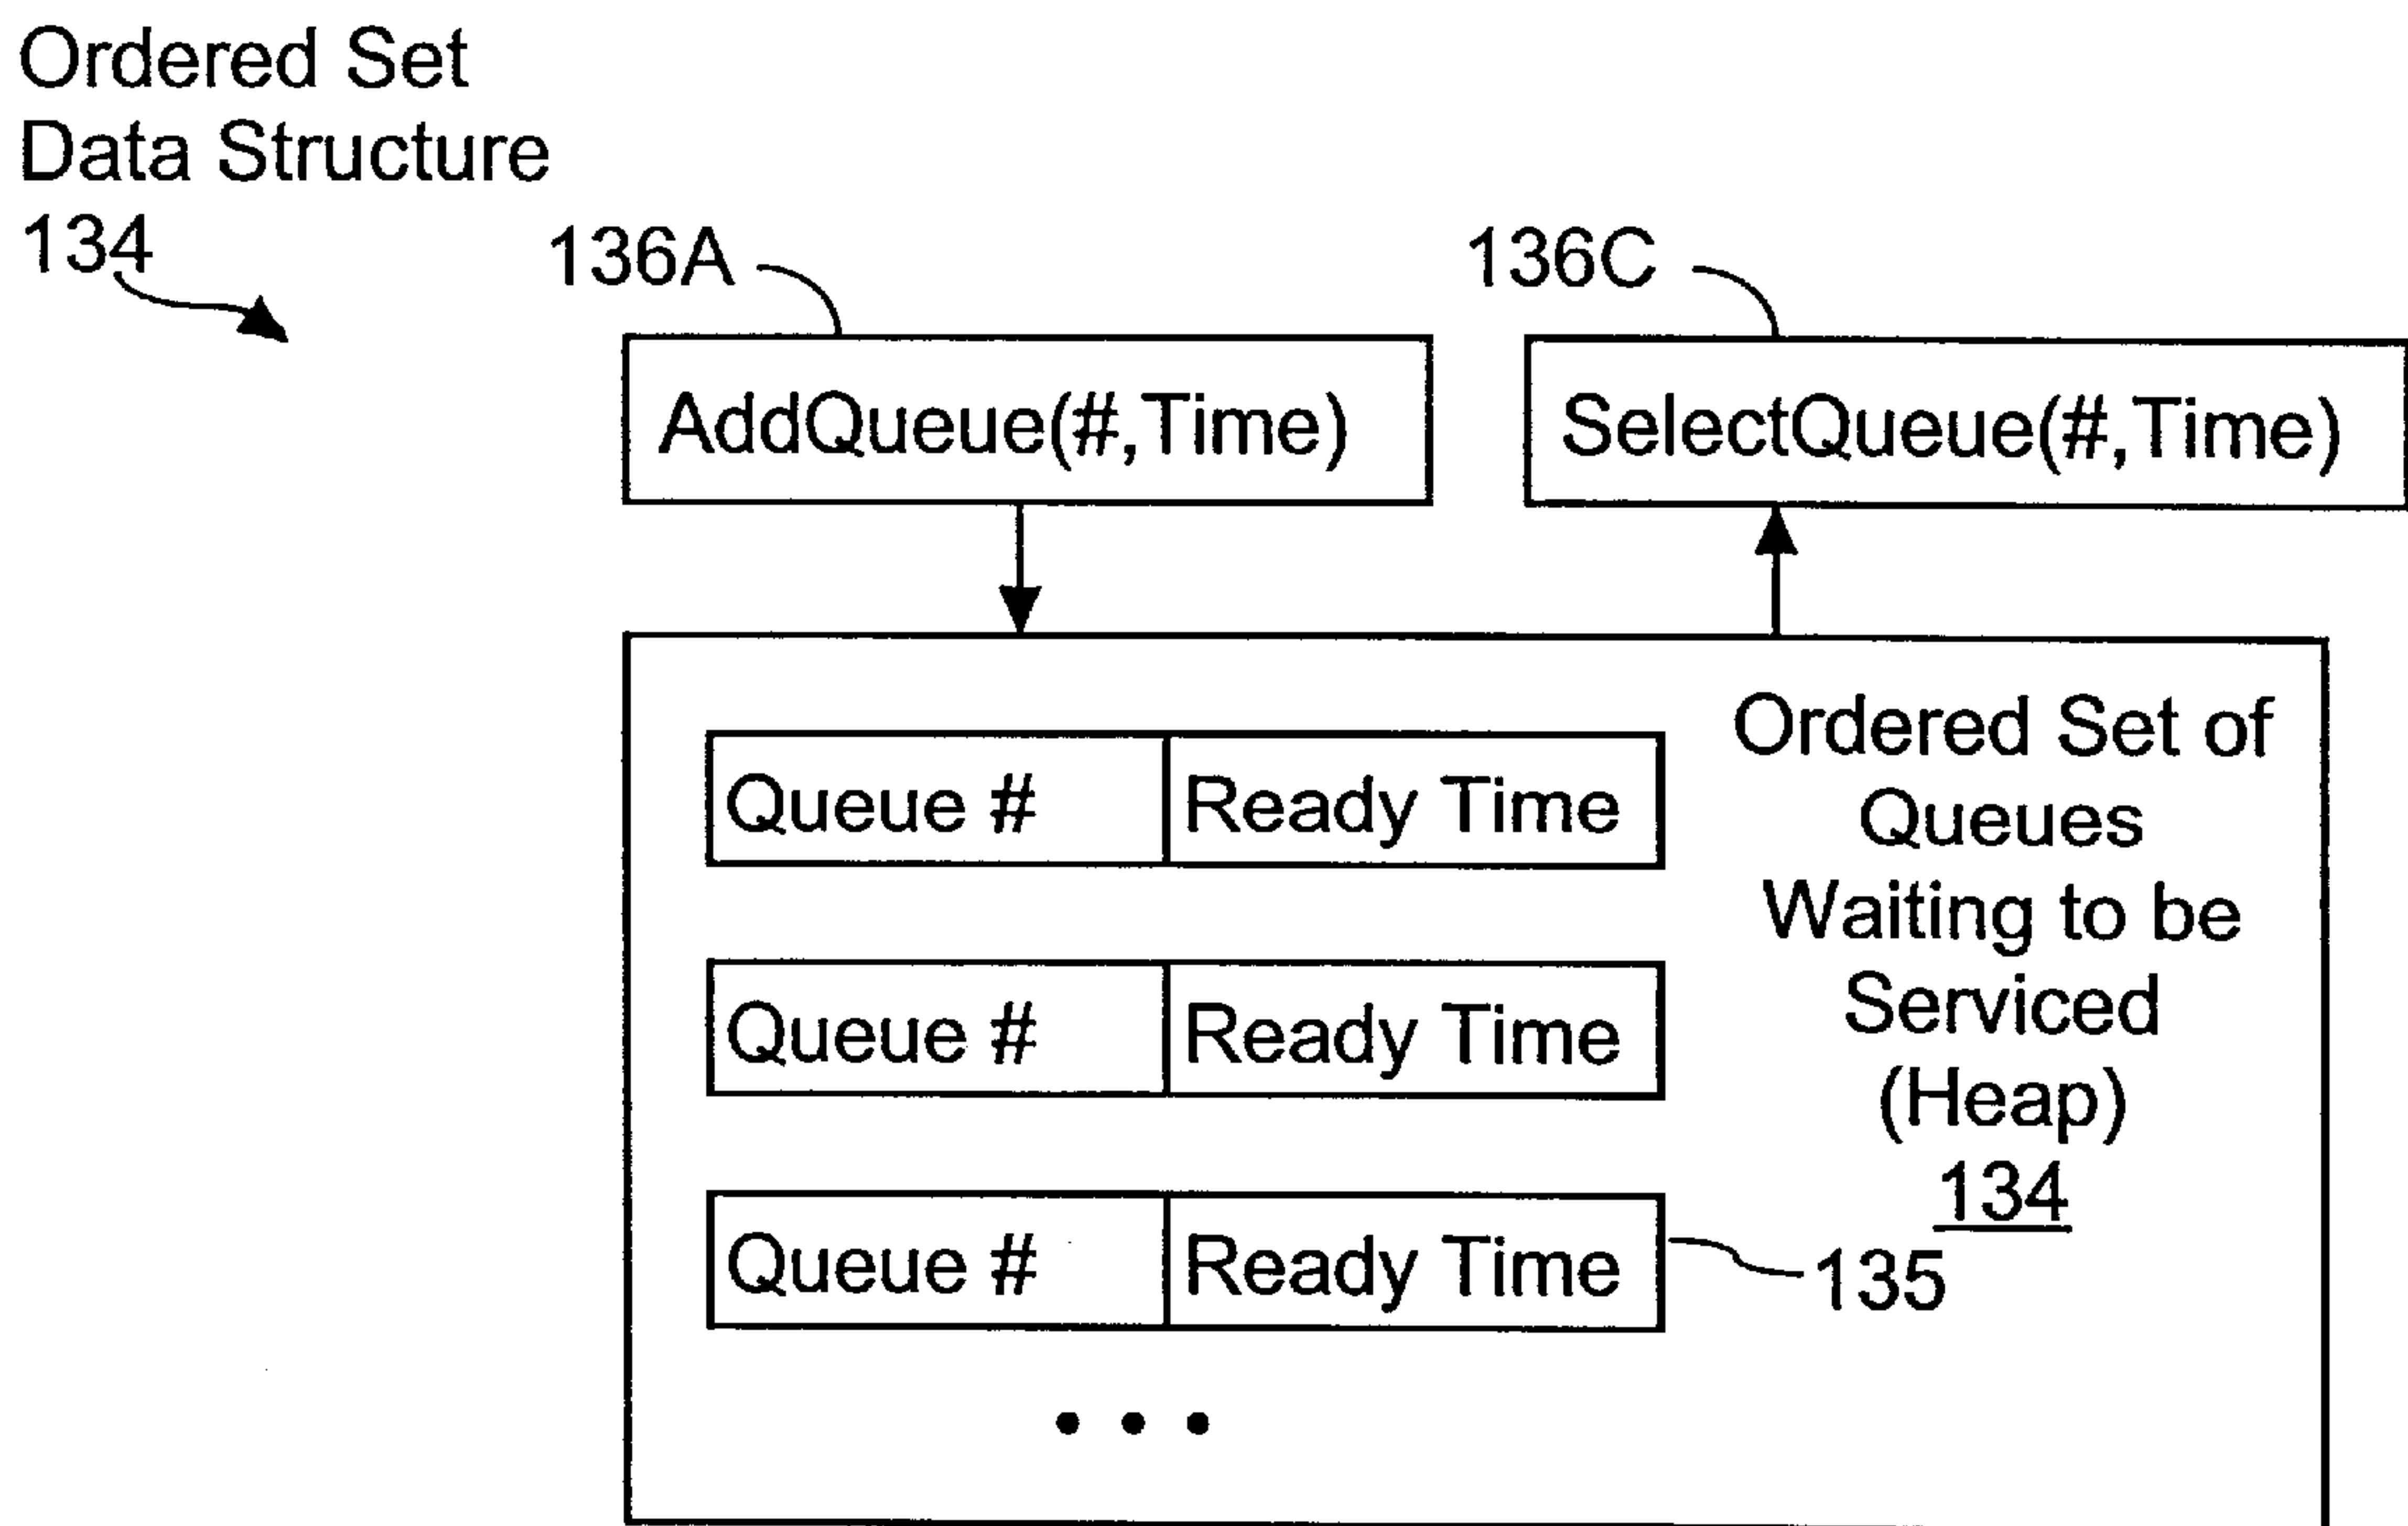 Ordered Set
Data Structure
134
136A
136C
AddQueue(#,Time)
SelectQueue(#,Time)
Queue # Ready Time
Queue # Ready Time
Queue # Ready Time
Ordered Set of
Queues
Waiting to be
Serviced
(Heap)
134
135
• • •